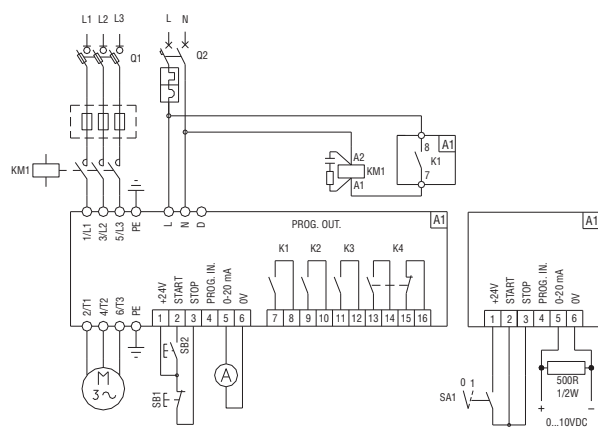 L1 L2 L3
L N
Q1
Q2
8 A1
K1
7
A2
KM1
A1
KM1
1/L1 3/L2 5/L3 PE L N D
PROG. OUT.
A1
A1
K1 K2 K3 K4
2/T1 4/T2 6/T3 PE
+24V START STOP PROG. IN. 0-20 mA 0V
1 2 3 4 5 6
7 8 9 10 11 12 13 14 15 16
+24V START STOP PROG. IN. 0-20 mA 0V
1 2 3 4 5 6
SB2
M
3~
SB1
A
0 1
SA1
500R
1/2W
+ –
0...10VDC